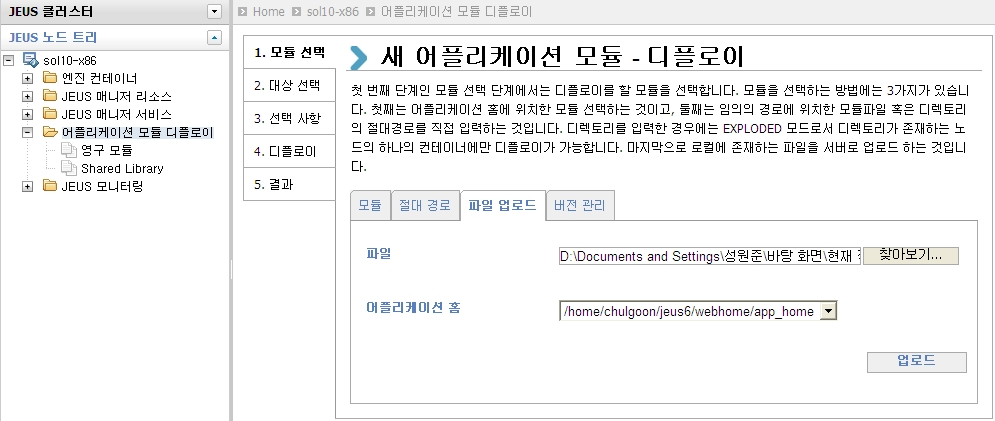 JEUS 클러스터
JEUS 노드 트리
sol10-x86
엔진 컨테이너
JEUS 매니저 리소스
JEUS 매니저 서비스
어플리케이션 모듈 디플로이
영구 모듈
Shared Library
JEUS 모니터링
Home sol10-x86 어플리케이션 모듈 디플로이
1. 모듈 선택
2. 대상 선택
3. 선택 사항
4. 디플로이
5. 결과
새 어플리케이션 모듈 - 디플로이
첫 번째 단계인 모듈 선택 단계에서는 디플로이를 할 모듈을 선택합니다. 모듈을 선택하는 방법에는 3가지가 있습니
다. 첫째는 어플리케이션 홈에 위치한 모듈 선택하는 것이고, 둘째는 임의의 경로에 위치한 모듈파일 혹은 디렉토리
의 절대경로를 직접 입력하는 것입니다. 디렉토리를 입력한 경우에는 EXPLODED 모드로서 디렉토리가 존재하는 노
드의 하나의 컨테이너에만 디플로이가 가능합니다. 마지막으로 로컬에 존재하는 파일을 서버로 업로드 하는 것입니
다.
모듈 절대 경로 파일 업로드 버전 관리
파일 D:\Documents and Settings\성원준\바탕 화면\현재 찾아보기...
어플리케이션 홈 /home/chulgoon/jeus6/webhome/app_home
업로드